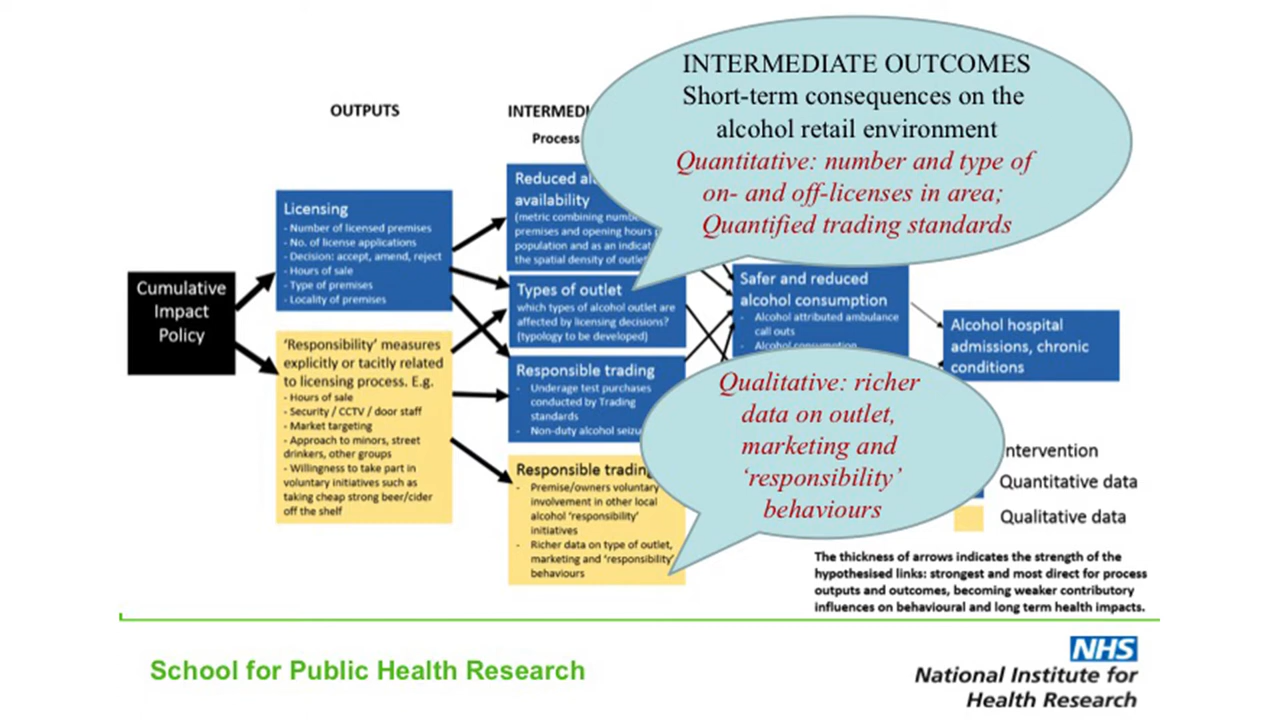 INTERMEDIATE OUTCOMES
Short-term consequences on the
alcohol retail environment
Quantitative: number and type of
on- and off-licenses in area;
Quantified trading standards
OUTPUTS
Process
Cumulative
Impact
Policy
Licensing
- Number of licensed premises
- No. of license applications
- Decision: accept, amend, reject
- Hours of sale
- Type of premises
- Locality of premises
'Responsibility' measures
explicitly or tacitly related
to licensing process. E.g.
- Hours of sale
- Security / CCTV / door staff
- Market targeting
- Approach to minors, street
drinkers, other groups
- Willingness to take part in
voluntary initiatives such as
taking cheap strong beer/cider
off the shelf
Reduced
availability
(metric combining
premises and opening hours
population and as an
the spatial density of
Types of outlet
which types of alcohol outlet are
affected by licensing decisions?
(typology to be developed)
Responsible trading
- Underage test purchases
conducted by Trading
standards
- Non-duty alcohol
Responsible
- Premise/owners voluntary
involvement in other local
alcohol 'responsibility'
initiatives
- Richer data on type of outlet,
marketing and 'responsibility'
behaviours
Safer and reduced
alcohol consumption
- Alcohol attributed ambulance
call outs
- Alcohol consumption
Qualitative: richer
data on outlet,
marketing and
'responsibility'
behaviours
Alcohol hospital
admissions, chronic
conditions
ntervention
Quantitative data
Qualitative data
The thickness of arrows indicates the strength of the
hypothesised links: strongest and most direct for process
outputs and outcomes, becoming weaker contributory
influences on behavioural and long term health impacts.
School for Public Health Research
NHS
National Institute for
Health Research